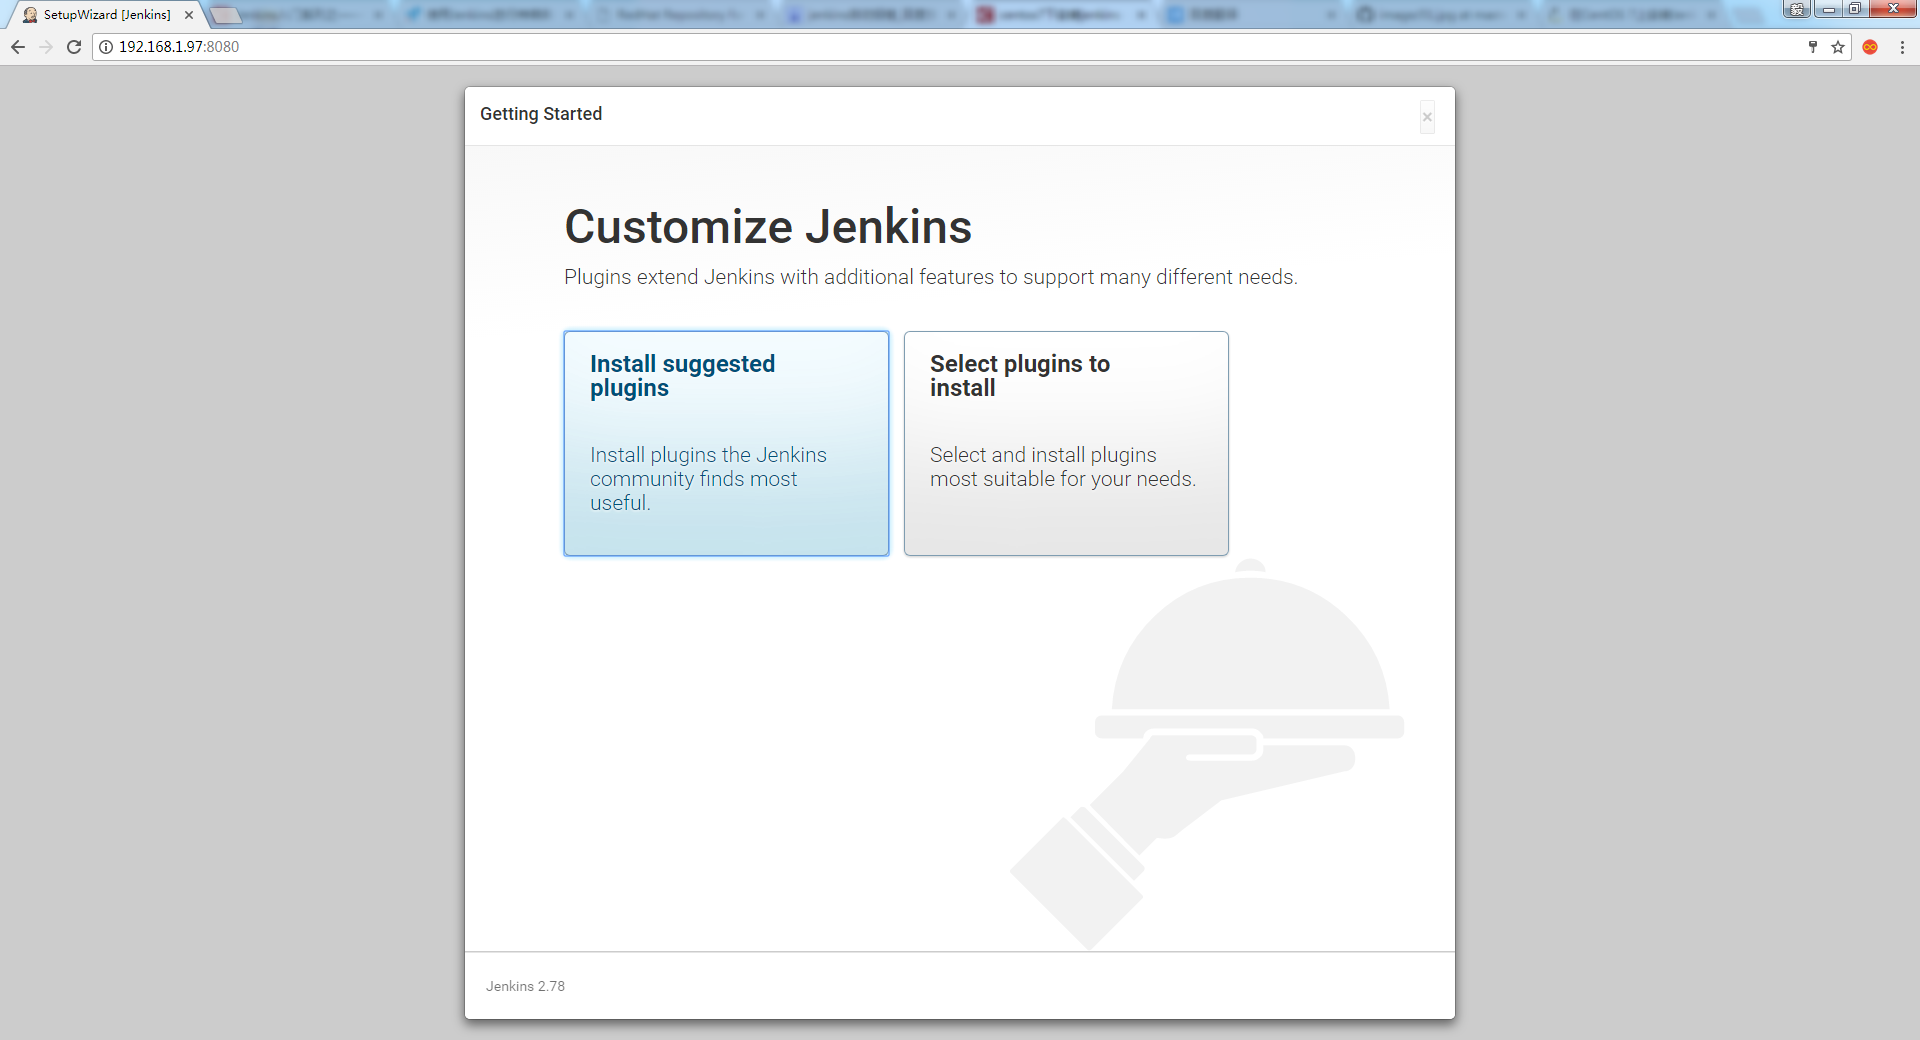 SetupWizard [Jenkins]
192.168.1.97:8080
Getting Started
Customize Jenkins
Plugins extend Jenkins with additional features to support many different needs.
Install suggested
plugins
Install plugins the Jenkins
community finds most
useful.
Select plugins to
install
Select and install plugins
most suitable for your needs.
Jenkins 2.78